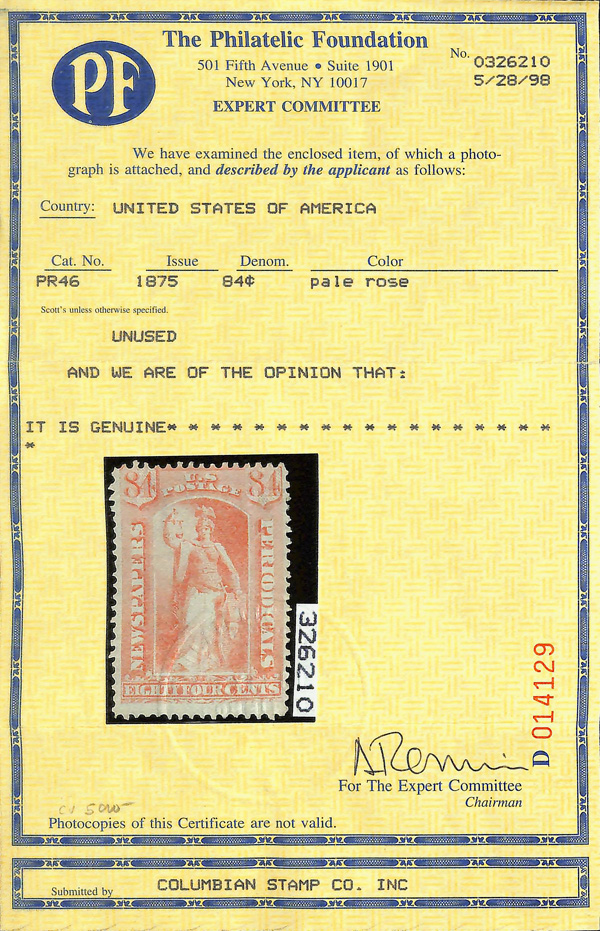 PF
The Philatelic Foundation
501 Fifth Avenue • Suite 1901
New York, NY 10017
EXPERT COMMITTEE
No. 0326210
5/28/98
We have examined the enclosed item, of which a photo-
graph is attached, and described by the applicant as follows:
Country: UNITED STATES OF AMERICA
Cat. No. Issue Denom. Color
PR46 1875 84¢ pale rose
Scott's unless otherwise specified.
UNUSED
AND WE ARE OF THE OPINION THAT:
IT IS GENUINE* * * * * * * * * * * * * * * * * * *
*
84 U·S 84
POSTAGE
NEWSPAPERS
PERIODICALS
EIGHTY FOUR CENTS
326210
D 014129
For The Expert Committee
Chairman
Photocopies of this Certificate are not valid.
Submitted by COLUMBIAN STAMP CO. INC